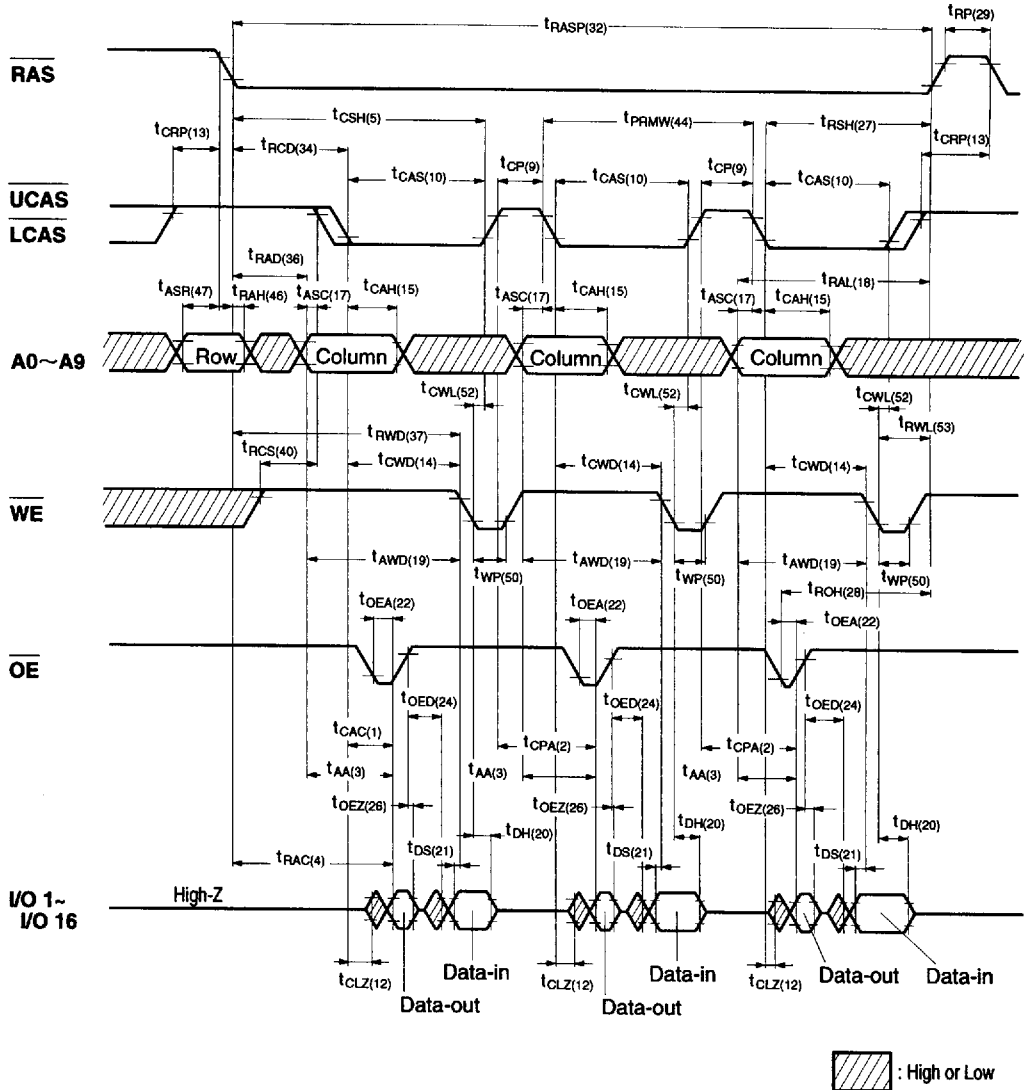 tRP(29)
tRASP(32)
RAS
tCRP(13)
tCSH(5)
tPRMW(44)
tRSH(27)
tRCD(34)
tCRP(13)
tCAS(10)
tCP(9)
tCAS(10)
tCP(9)
tCAS(10)
UCAS
LCAS
tRAD(36)
tRAL(18)
tASR(47)
tRAH(46)
tASC(17)
tCAH(15)
tASC(17)
tCAH(15)
tASC(17)
tCAH(15)
A0~A9
Row
Column
Column
Column
tCWL(52)
tCWL(52)
tCWL(52)
tRWD(37)
tRWL(53)
tRCS(40)
tCWD(14)
tCWD(14)
tCWD(14)
WE
tAWD(19)
tWP(50)
tAWD(19)
tWP(50)
tAWD(19)
tWP(50)
tROH(28)
tOEA(22)
tOEA(22)
tOEA(22)
OE
tOED(24)
tOED(24)
tOED(24)
tCAC(1)
tCPA(2)
tCPA(2)
tAA(3)
tAA(3)
tAA(3)
tOEZ(26)
tOEZ(26)
tOEZ(26)
tDH(20)
tDH(20)
tDH(20)
tRAC(4)
tDS(21)
tDS(21)
tDS(21)
High-Z
I/O 1~
I/O 16
Data-in
Data-in
Data-out
Data-in
tCLZ(12)
tCLZ(12)
tCLZ(12)
Data-out
Data-out
: High or Low